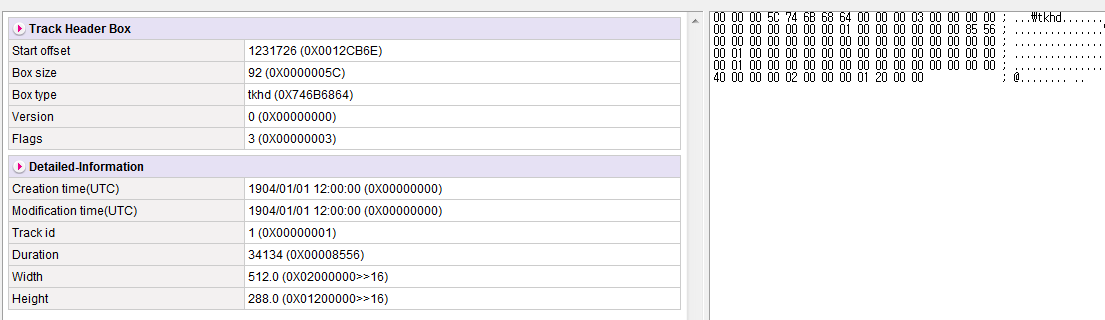 Track Header Box
Start offset 1231726 (0X0012CB6E)
Box size 92 (0X0000005C)
Box type tkhd (0X746B6864)
Version 0 (0X00000000)
Flags 3 (0X00000003)
Detailed-Information
Creation time(UTC) 1904/01/01 12:00:00 (0X00000000)
Modification time(UTC) 1904/01/01 12:00:00 (0X00000000)
Track id 1 (0X00000001)
Duration 34134 (0X00008556)
Width 512.0 (0X02000000>>16)
Height 288.0 (0X01200000>>16)
00 00 00 5C 74 6B 68 64 00 00 00 03 00 00 00 00 ; ...₩tkhd........
00 00 00 00 00 00 00 01 00 00 00 00 00 00 85 56 ;
00 00 00 00 00 00 00 00 00 00 00 00 00 00 00 00 ; ................
00 01 00 00 00 00 00 00 00 00 00 00 00 00 00 00 ; ................
00 01 00 00 00 00 00 00 00 00 00 00 00 00 00 00 ; ................
40 00 00 00 02 00 00 00 01 20 00 00 ; @........ ..